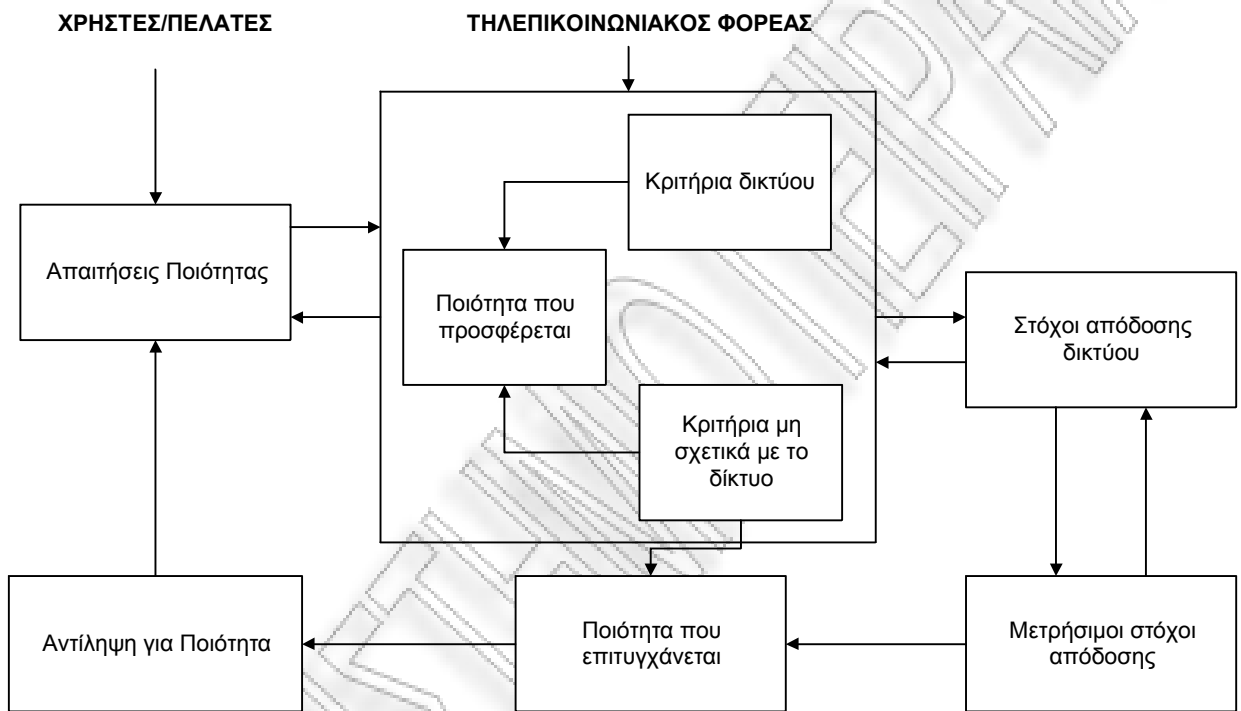 ΧΡΗΣΤΕΣ/ΠΕΛΑΤΕΣ
ΤΗΛΕΠΙΚΟΙΝΩΝΙΑΚΟΣ ΦΟΡΕΑΣ
Κριτήρια δικτύου
Απαιτήσεις Ποιότητας
Ποιότητα που
προσφέρεται
Στόχοι απόδοσης
δικτύου
Κριτήρια μη
σχετικά με το
δίκτυο
Αντίληψη για Ποιότητα
Ποιότητα που
επιτυγχάνεται
Μετρήσιμοι στόχοι
απόδοσης